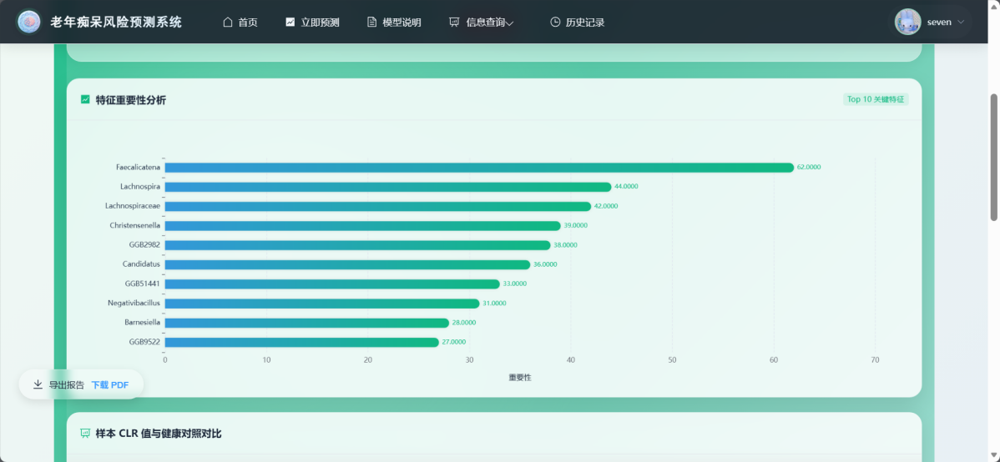 老年痴呆风险预测系统 首页 立即预测 模型说明 信息查询 历史记录 seven
特征重要性分析 Top 10 关键特征
Faecalicatena 62.0000
Lachnospira 44.0000
Lachnospiraceae 42.0000
Christensenella 39.0000
GGB2982 38.0000
Candidatus 36.0000
GGB51441 33.0000
Negativibacillus 31.0000
Barnesiella 28.0000
GGB9522 27.0000
0 10 20 30 40 50 60 70
重要性
导出报告 下载 PDF
样本 CLR 值与健康对照对比